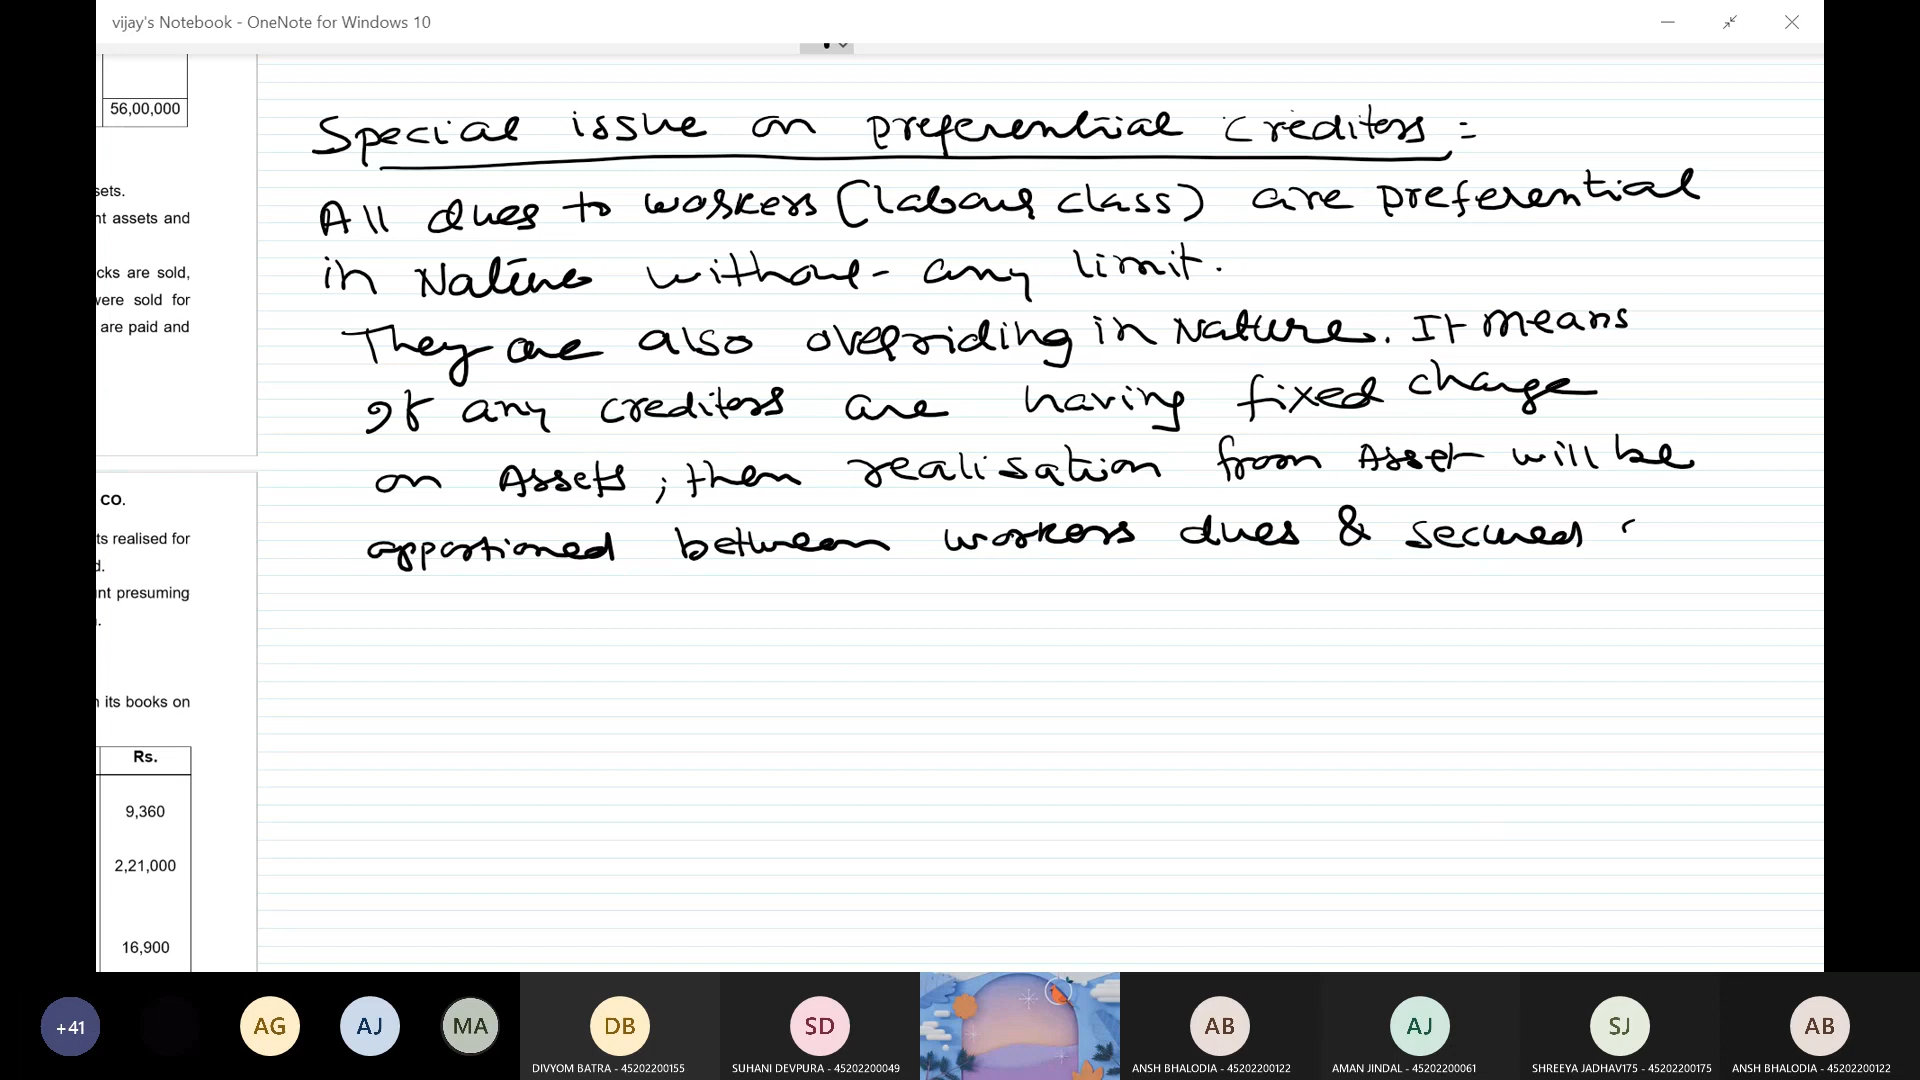 vijay's Notebook - OneNote for Windows 10
56,00,000
sets.
nt assets and
cks are sold,
vere sold for
are paid and
CO.
ts realised for
d.
int presuming
its books on
Rs.
9,360
2,21,000
16,900
Special issue on preferential creditors =
All dues to workers (labour class) are preferential
in Nature without any limit.
They are also overriding in Nature. It means
If any creditors are having fixed charge
on Assets, then realisation from Asset will be
apportioned between workers dues & secured
+41
AG
AJ
MA
DB
SD
AB
AJ
SJ
AB
DIVYOM BATRA - 45202200155
SUHANI DEVPURA - 45202200049
ANSH BHALODIA - 45202200122
AMAN JINDAL - 45202200061
SHREEYA JADHAV175 - 45202200175
ANSH BHALODIA - 45202200122